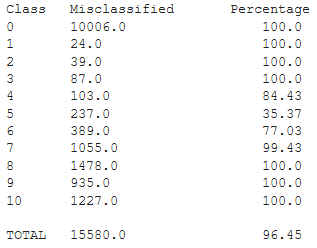 Class Misclassified Percentage
0 10006.0 100.0
1 24.0 100.0
2 39.0 100.0
3 87.0 100.0
4 103.0 84.43
5 237.0 35.37
6 389.0 77.03
7 1055.0 99.43
8 1478.0 100.0
9 935.0 100.0
10 1227.0 100.0
TOTAL 15580.0 96.45